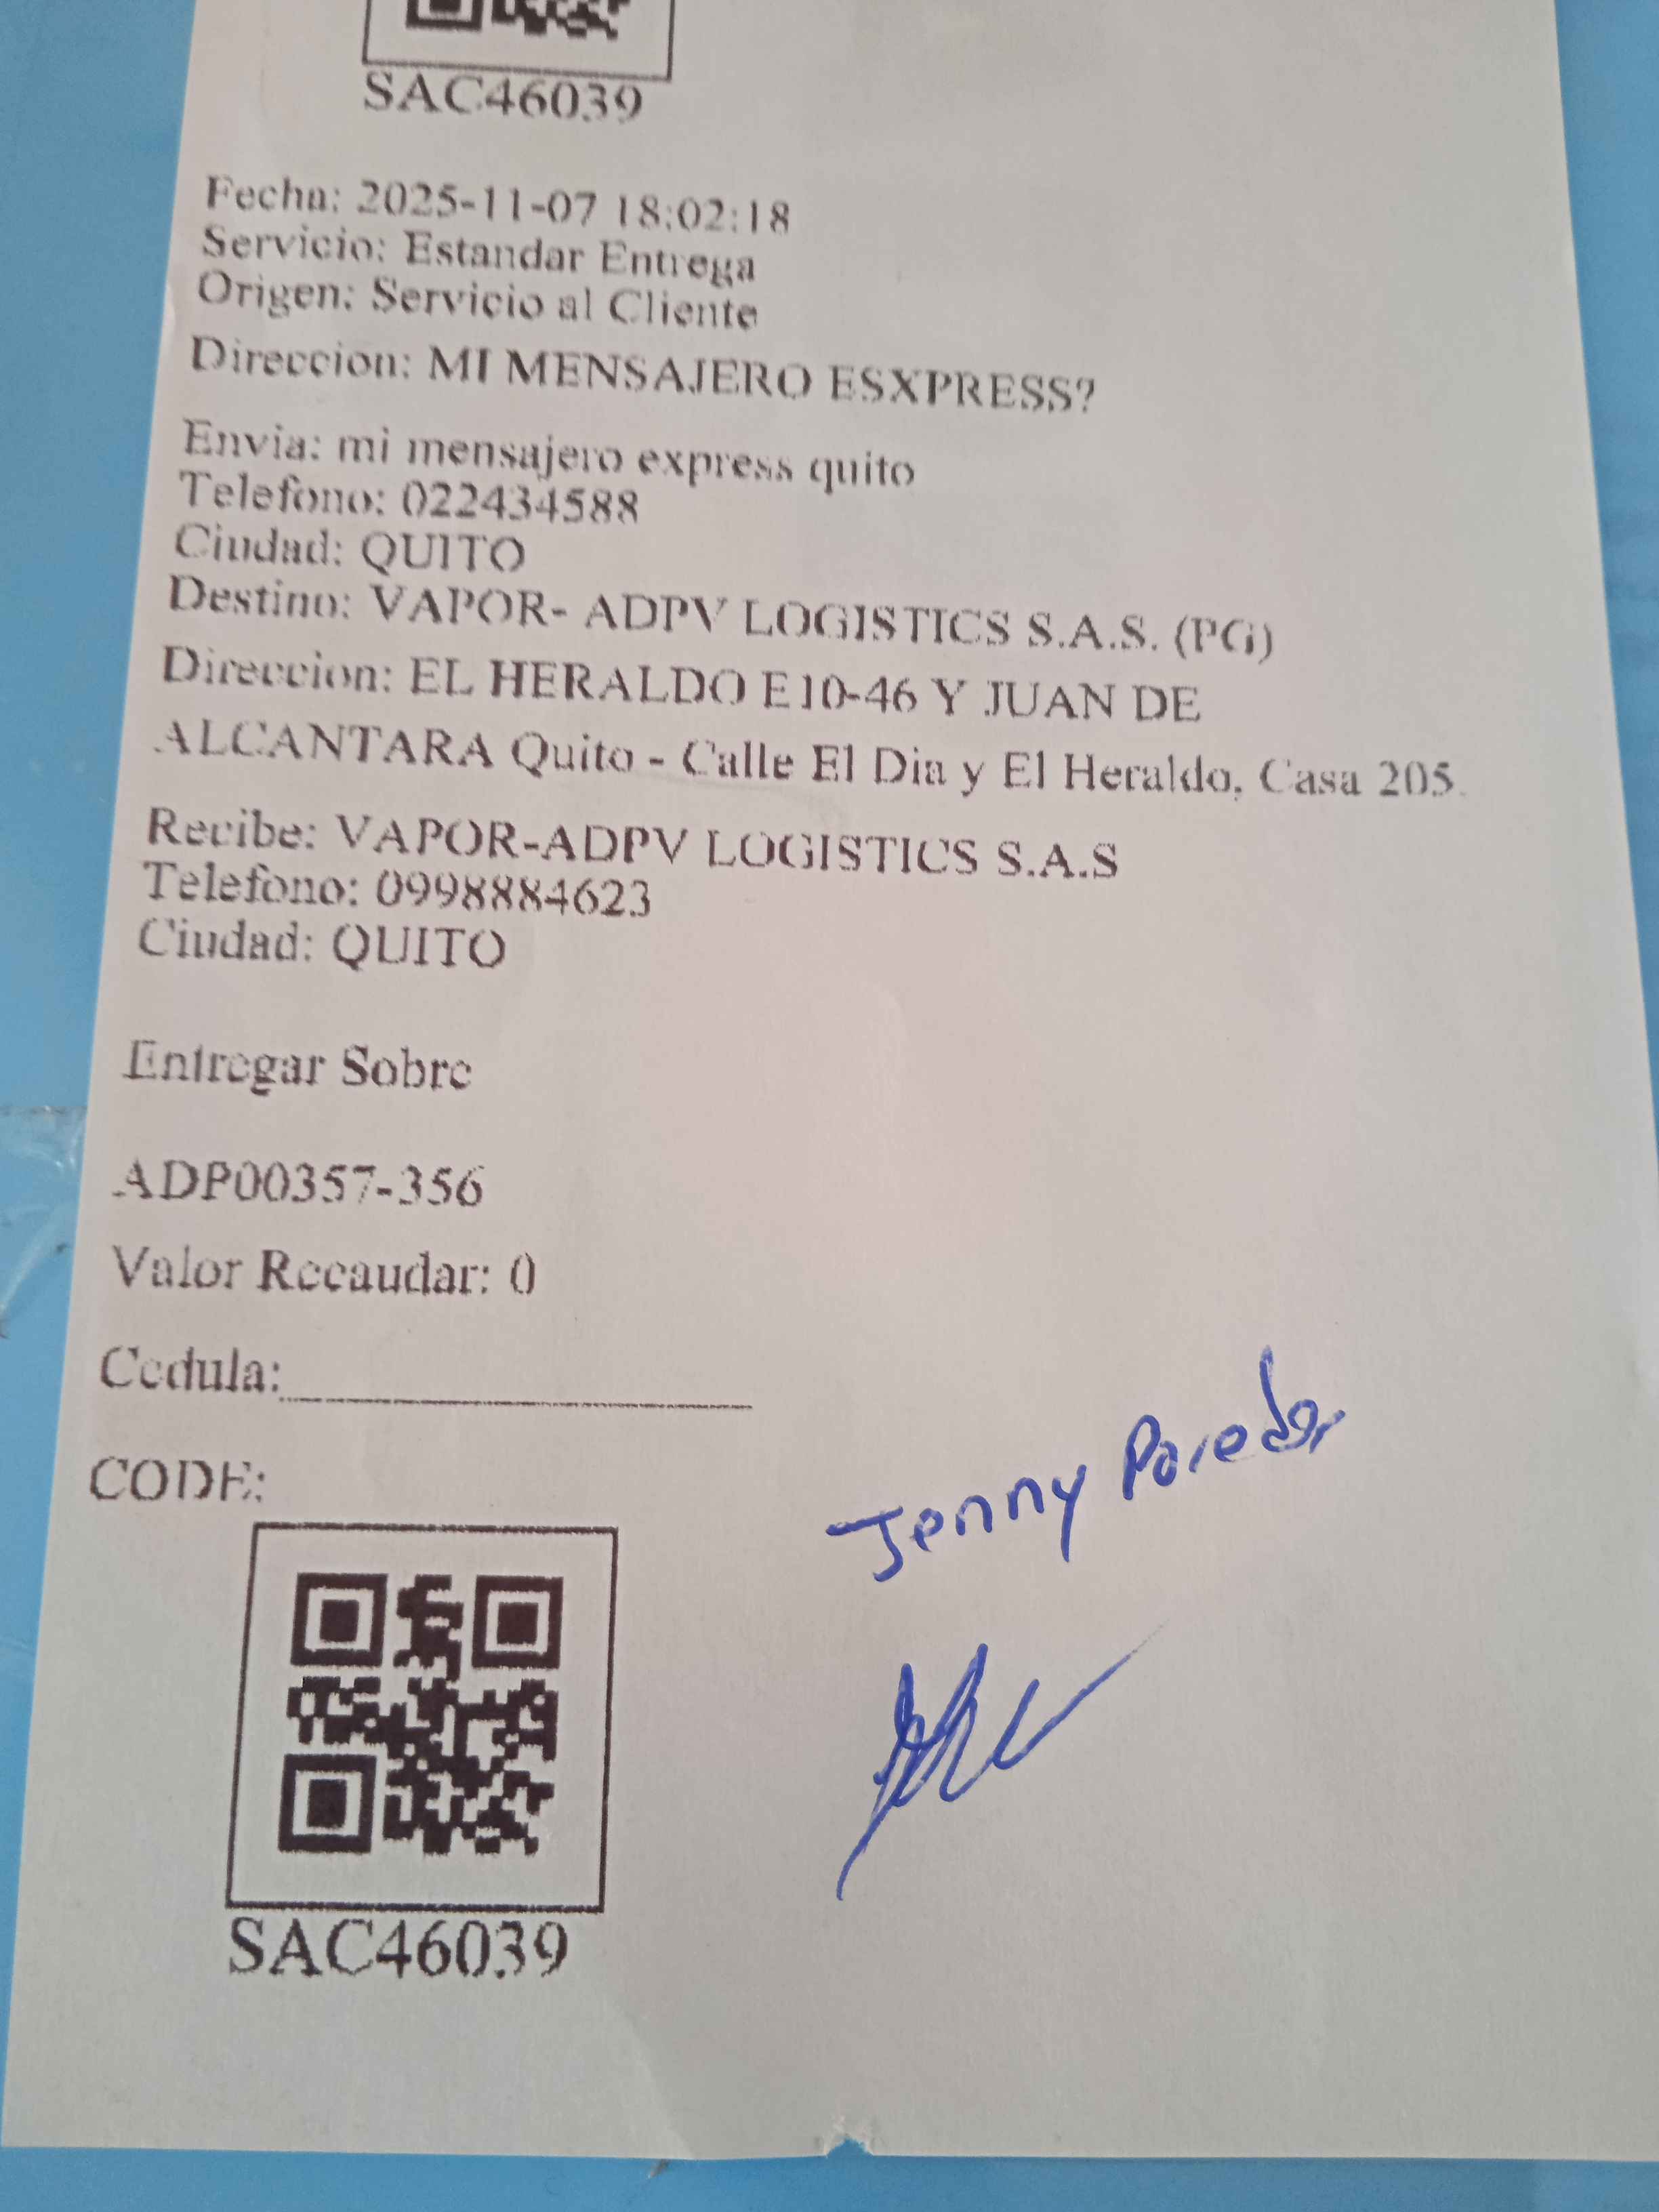 SAC46039
Fecha: 2025-11-07 18:02:18
Servicio: Estandar Entrega
Origen: Servicio al Cliente
Direccion: MI MENSAJERO ESXPRESS?
Envia: mi mensajero express quito
Telefono: 022434588
Ciudad: QUITO
Destino: VAPOR- ADPV LOGISTICS S.A.S. (PG)
Direccion: EL HERALDO E10-46 Y JUAN DE
ALCANTARA Quito - Calle El Dia y El Heraldo, Casa 205.
Recibe: VAPOR-ADPV LOGISTICS S.A.S
Telefono: 0998884623
Ciudad: QUITO
Entregar Sobre
ADP00357-356
Valor Recaudar: 0
Cedula:
CODE:
Jenny Paredes
SAC46039